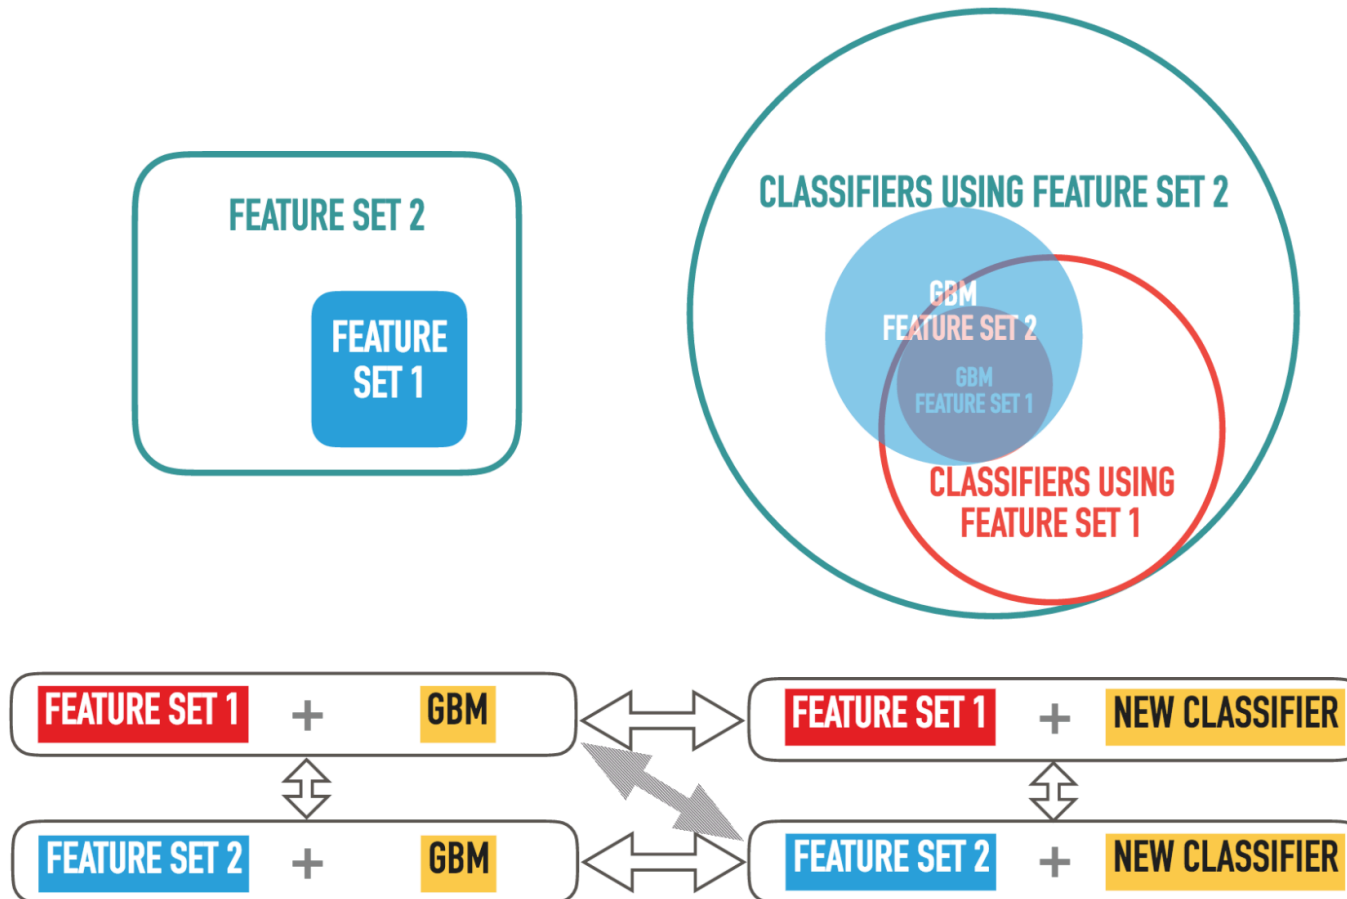 FEATURE SET 2
FEATURE
SET 1
CLASSIFIERS USING FEATURE SET 2
GBM
FEATURE SET 2
GBM
FEATURE SET 1
CLASSIFIERS USING
FEATURE SET 1
FEATURE SET 1 + GBM
FEATURE SET 1 + NEW CLASSIFIER
FEATURE SET 2 + GBM
FEATURE SET 2 + NEW CLASSIFIER